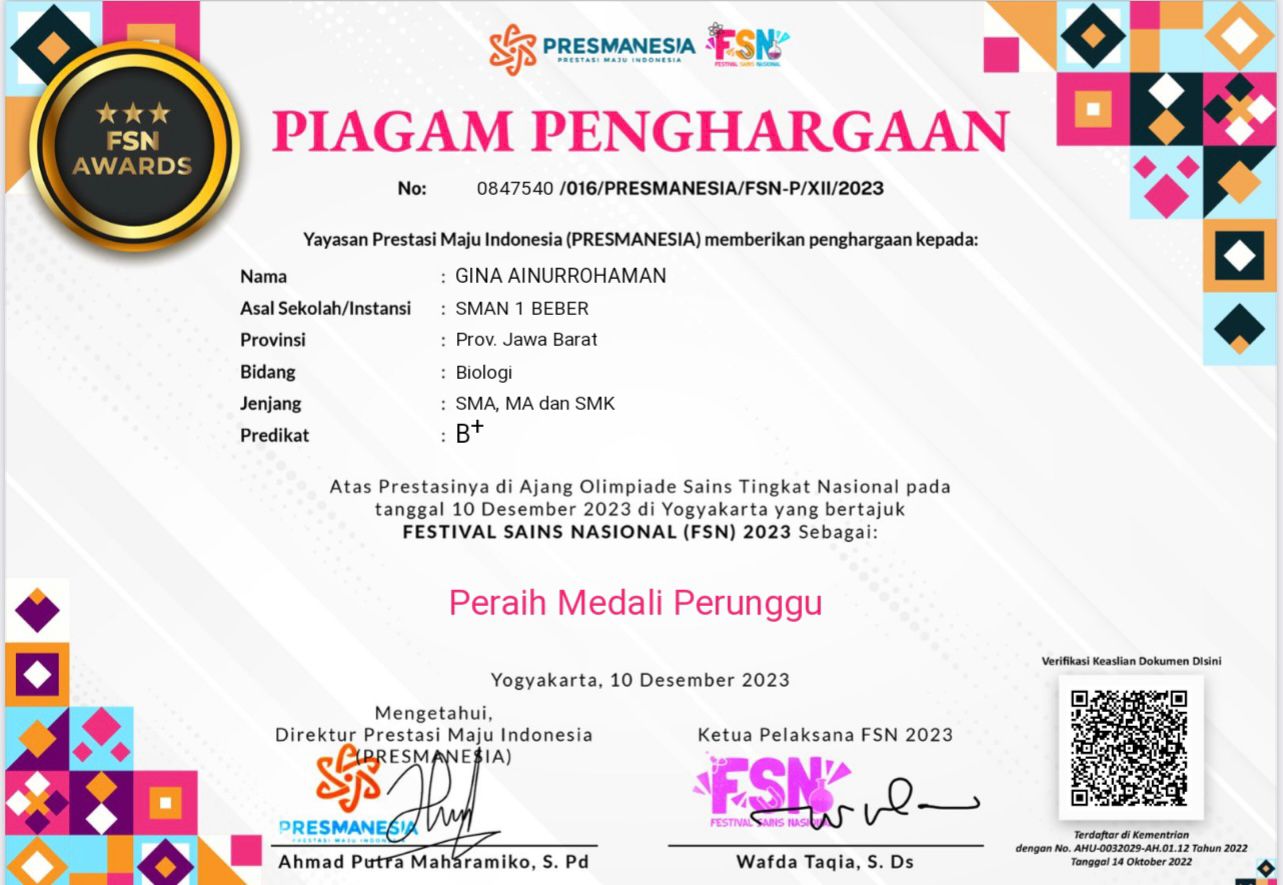 PRESMANESIA
PRESTASI MAJU INDONESIA
FSN
FESTIVAL SAINS NASIONAL
FSN
AWARDS
PIAGAM PENGHARGAAN
No: 0847540 /016/PRESMANESIA/FSN-P/XII/2023
Yayasan Prestasi Maju Indonesia (PRESMANESIA) memberikan penghargaan kepada:
Nama : GINA AINURROHAMAN
Asal Sekolah/Instansi : SMAN 1 BEBER
Provinsi : Prov. Jawa Barat
Bidang : Biologi
Jenjang : SMA, MA dan SMK
Predikat : B+
Atas Prestasinya di Ajang Olimpiade Sains Tingkat Nasional pada
tanggal 10 Desember 2023 di Yogyakarta yang bertajuk
FESTIVAL SAINS NASIONAL (FSN) 2023 Sebagai:
Peraih Medali Perunggu
Yogyakarta, 10 Desember 2023
Mengetahui,
Direktur Prestasi Maju Indonesia
(PRESMANESIA)
PRESMANESIA
PRESTASI MAJU INDONESIA
Ahmad Putra Maharamiko, S. Pd
Ketua Pelaksana FSN 2023
FSN
FESTIVAL SAINS NASIONAL
Wafda Taqia, S. Ds
Verifikasi Keaslian Dokumen DIsini
Terdaftar di Kementrian
dengan No. AHU-0032029-AH.01.12 Tahun 2022
Tanggal 14 Oktober 2022